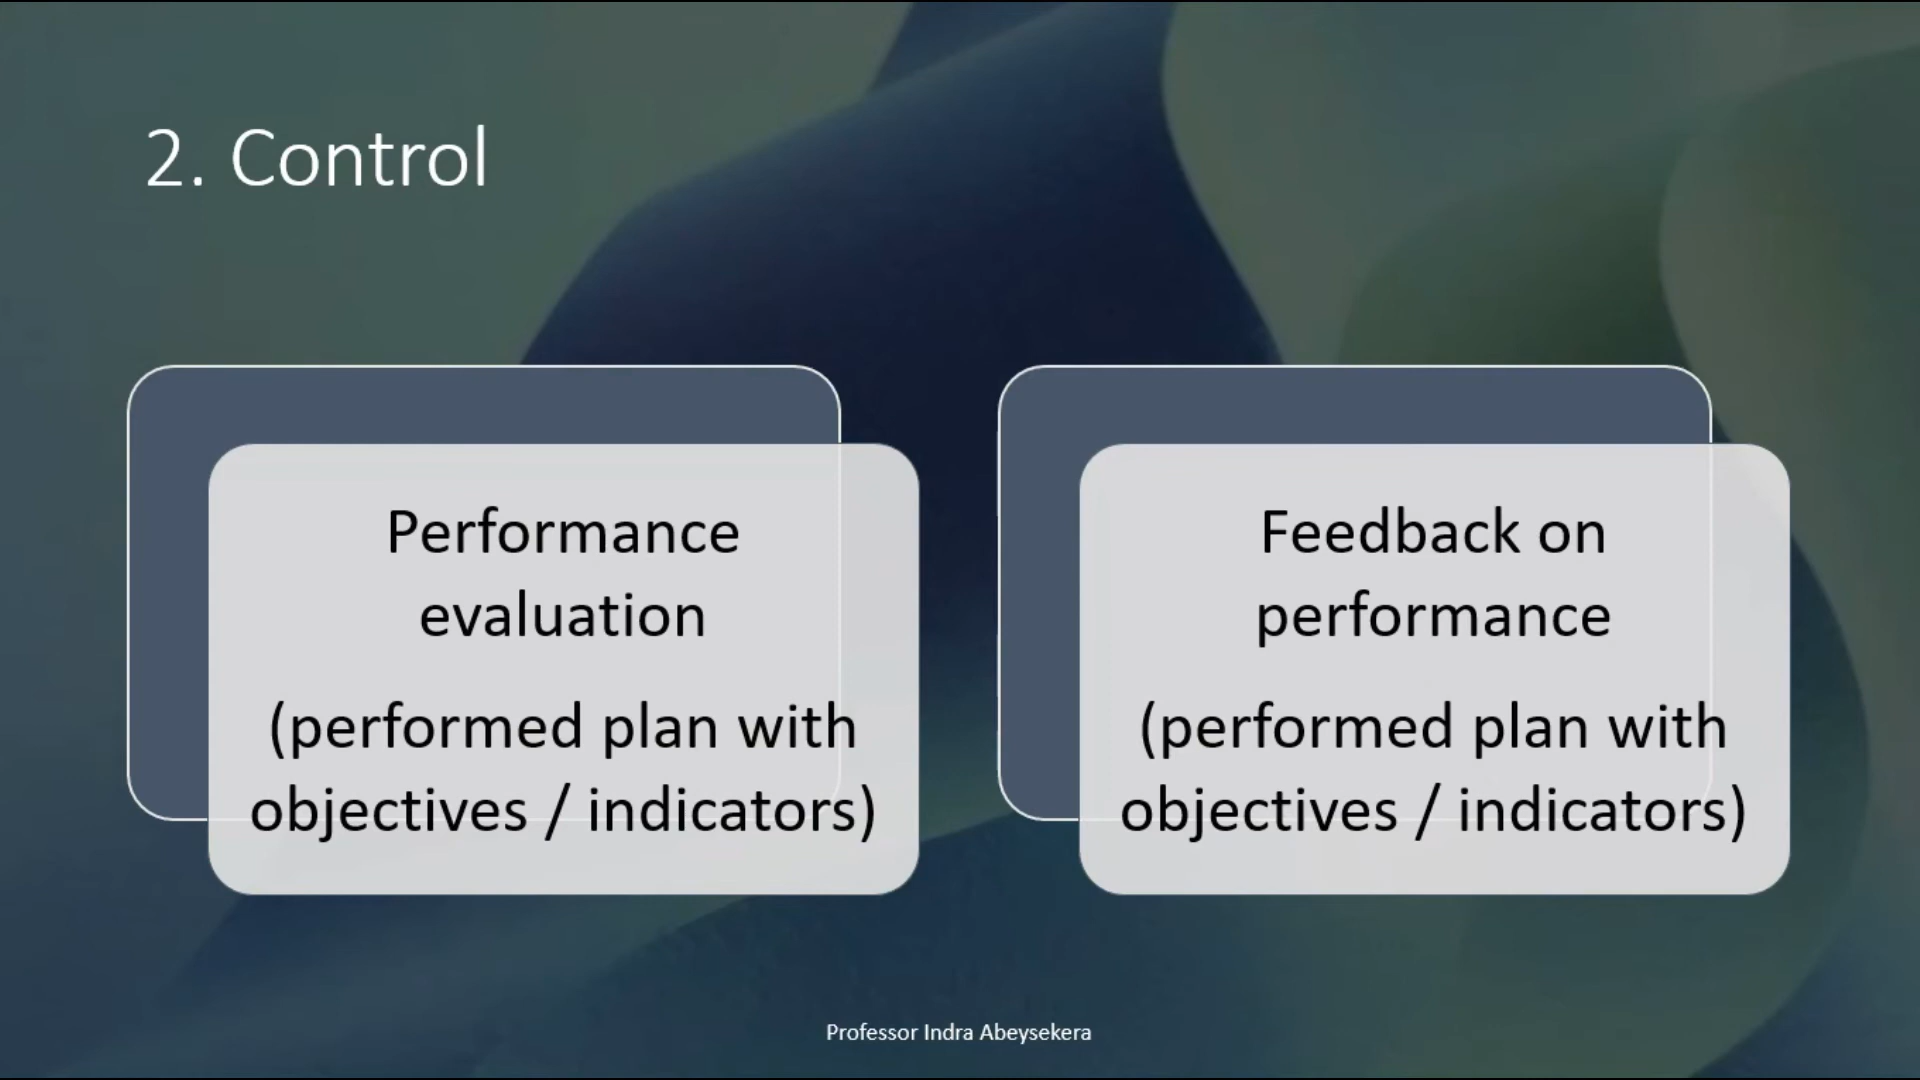 2. Control
Performance
evaluation
(performed plan with
objectives / indicators)
Feedback on
performance
(performed plan with
objectives / indicators)
Professor Indra Abeysekera